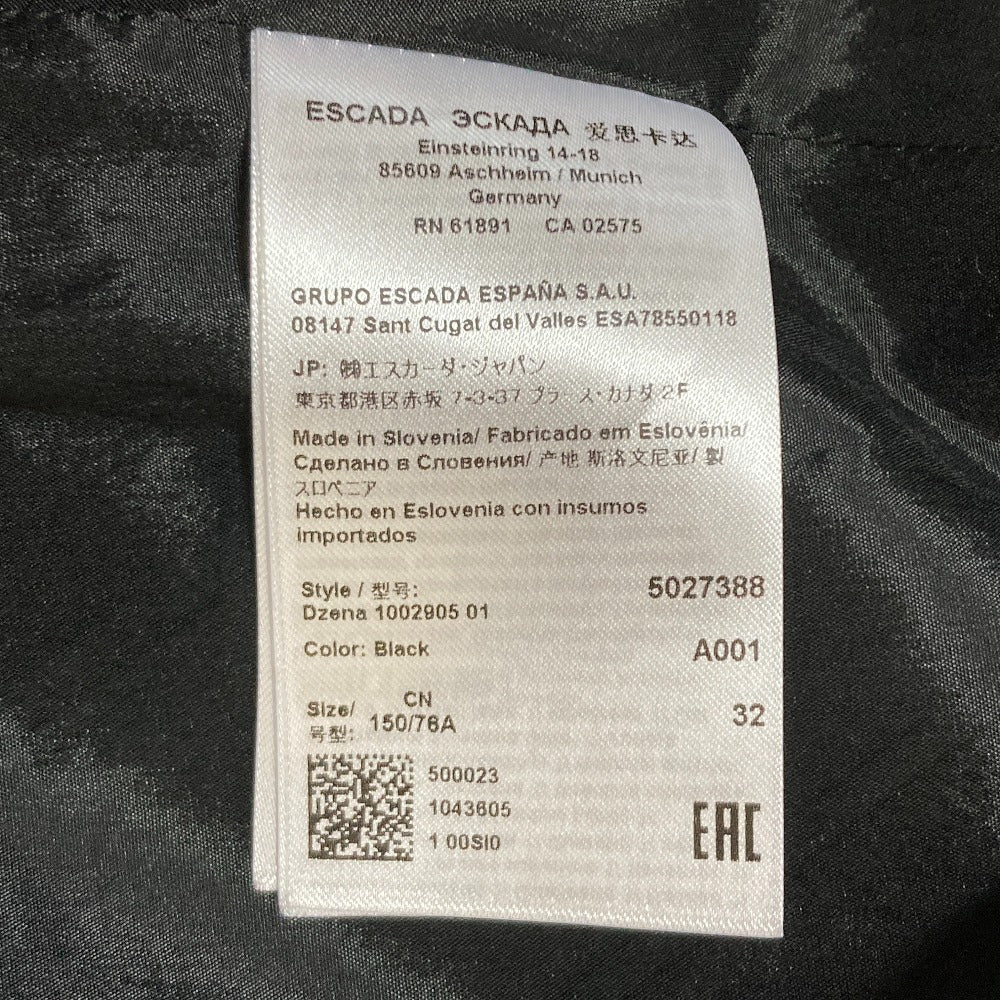 ESCADA ЭСКАДА 爱思卡达
Einsteinring 14-18
85609 Aschheim / Munich
Germany
RN 61891 CA 02575
GRUPO ESCADA ESPAÑA S.A.U.
08147 Sant Cugat del Valles ESA78550118
JP: ㈱エスカーダ・ジャパン
東京都港区赤坂 7-3-37 プラース・カナダ 2F
Made in Slovenia/ Fabricado em Eslovênia/
Сделано в Словения/ 产地 斯洛文尼亚/ 製
スロベニア
Hecho en Eslovenia con insumos
importados
Style / 型号: 5027388
Dzena 1002905 01
Color: Black A001
CN
Size/ 150/76A 32
号型:
500023
1043605
1 00SI0
EAC